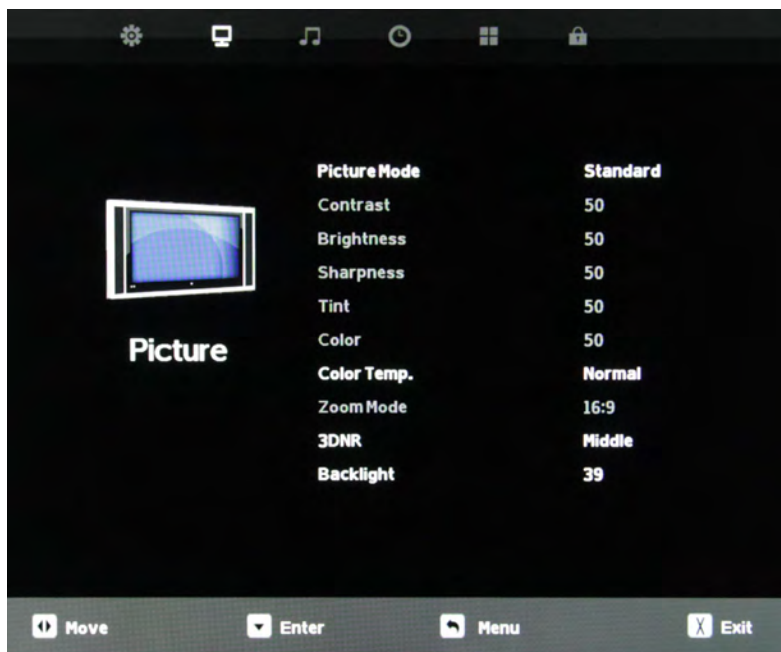 Picture Mode Standard
Contrast 50
Brightness 50
Sharpness 50
Tint 50
Color 50
Picture
Color Temp. Normal
Zoom Mode 16:9
3DNR Middle
Backlight 39
Move Enter Menu X Exit